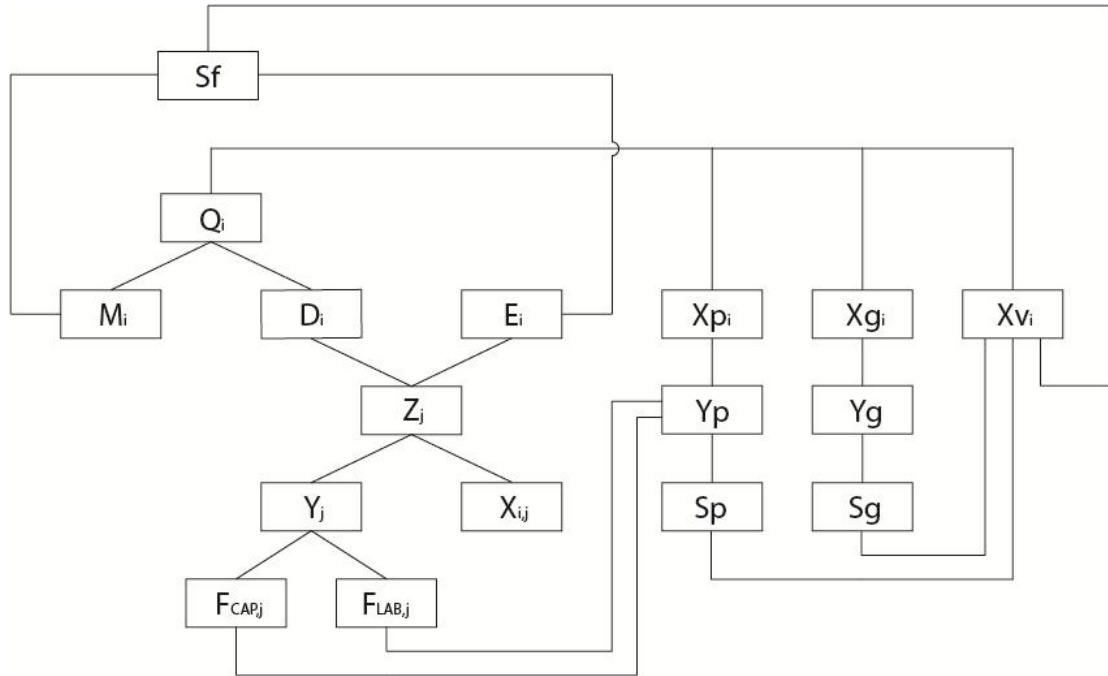 Sf
Qi
Mi
Di
Ei
Xpi
Xgi
Xvi
Zj
Yp
Yg
Yj
Xi,j
Sp
Sg
FCAP,j
FLAB,j